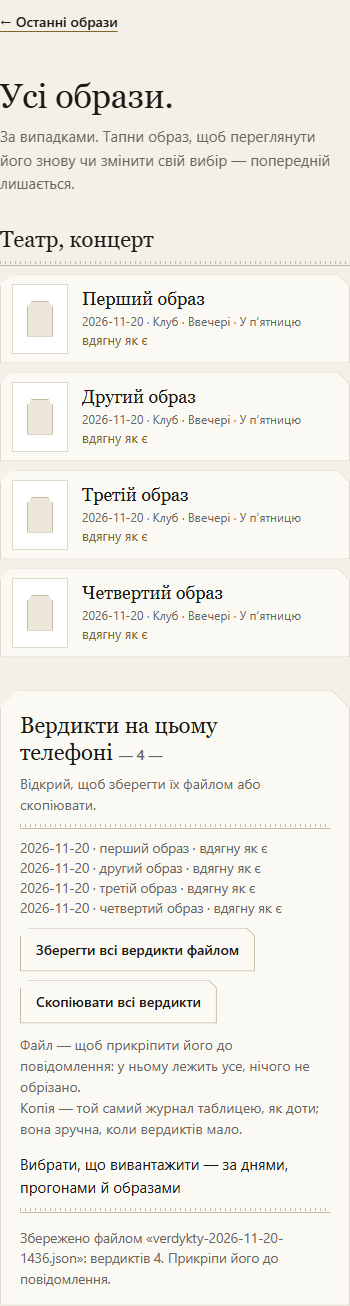 ← Останні образи
Усі образи.
За випадками. Тапни образ, щоб переглянути
його знову чи змінити свій вибір — попередній
лишається.
Театр, концерт
Перший образ
2026-11-20 · Клуб · Ввечері · У п’ятницю
вдягну як є
Другий образ
2026-11-20 · Клуб · Ввечері · У п’ятницю
вдягну як є
Третій образ
2026-11-20 · Клуб · Ввечері · У п’ятницю
вдягну як є
Четвертий образ
2026-11-20 · Клуб · Ввечері · У п’ятницю
вдягну як є
Вердикти на цьому
телефоні — 4 —
Відкрий, щоб зберегти їх файлом або
скопіювати.
2026-11-20 · перший образ · вдягну як є
2026-11-20 · другий образ · вдягну як є
2026-11-20 · третій образ · вдягну як є
2026-11-20 · четвертий образ · вдягну як є
Зберегти всі вердикти файлом
Скопіювати всі вердикти
Файл — щоб прикріпити його до
повідомлення: у ньому лежить усе, нічого не
обрізано.
Копія — той самий журнал таблицею, як доти;
вона зручна, коли вердиктів мало.
Вибрати, що вивантажити — за днями,
прогонами й образами
Збережено файлом «verdykty-2026-11-20-
1436.json»: вердиктів 4. Прикріпи його до
повідомлення.